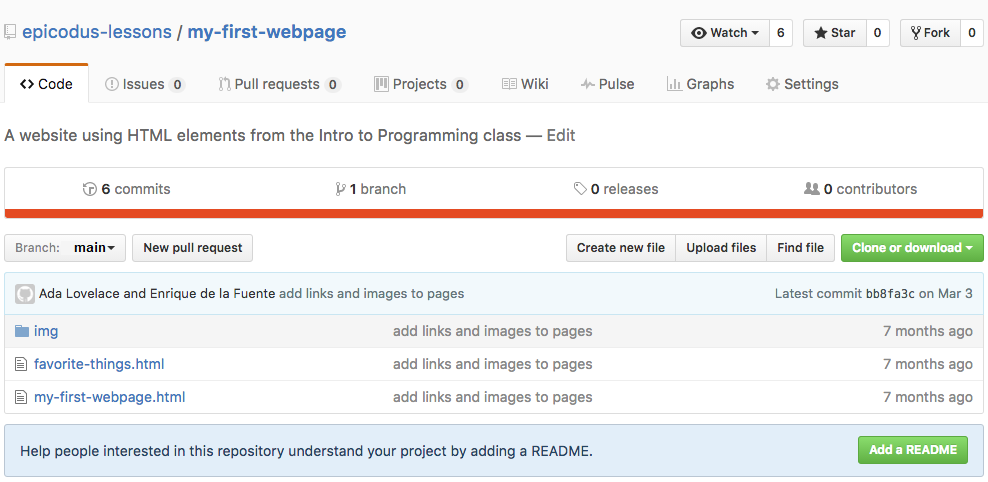 epicodus-lessons / my-first-webpage Watch 6 Star 0 Fork 0
Code Issues 0 Pull requests 0 Projects 0 Wiki Pulse Graphs Settings
A website using HTML elements from the Intro to Programming class — Edit
6 commits 1 branch 0 releases 0 contributors
Branch: main New pull request Create new file Upload files Find file Clone or download
Ada Lovelace and Enrique de la Fuente add links and images to pages Latest commit bb8fa3c on Mar 3
img add links and images to pages 7 months ago
favorite-things.html add links and images to pages 7 months ago
my-first-webpage.html add links and images to pages 7 months ago
Help people interested in this repository understand your project by adding a README. Add a README